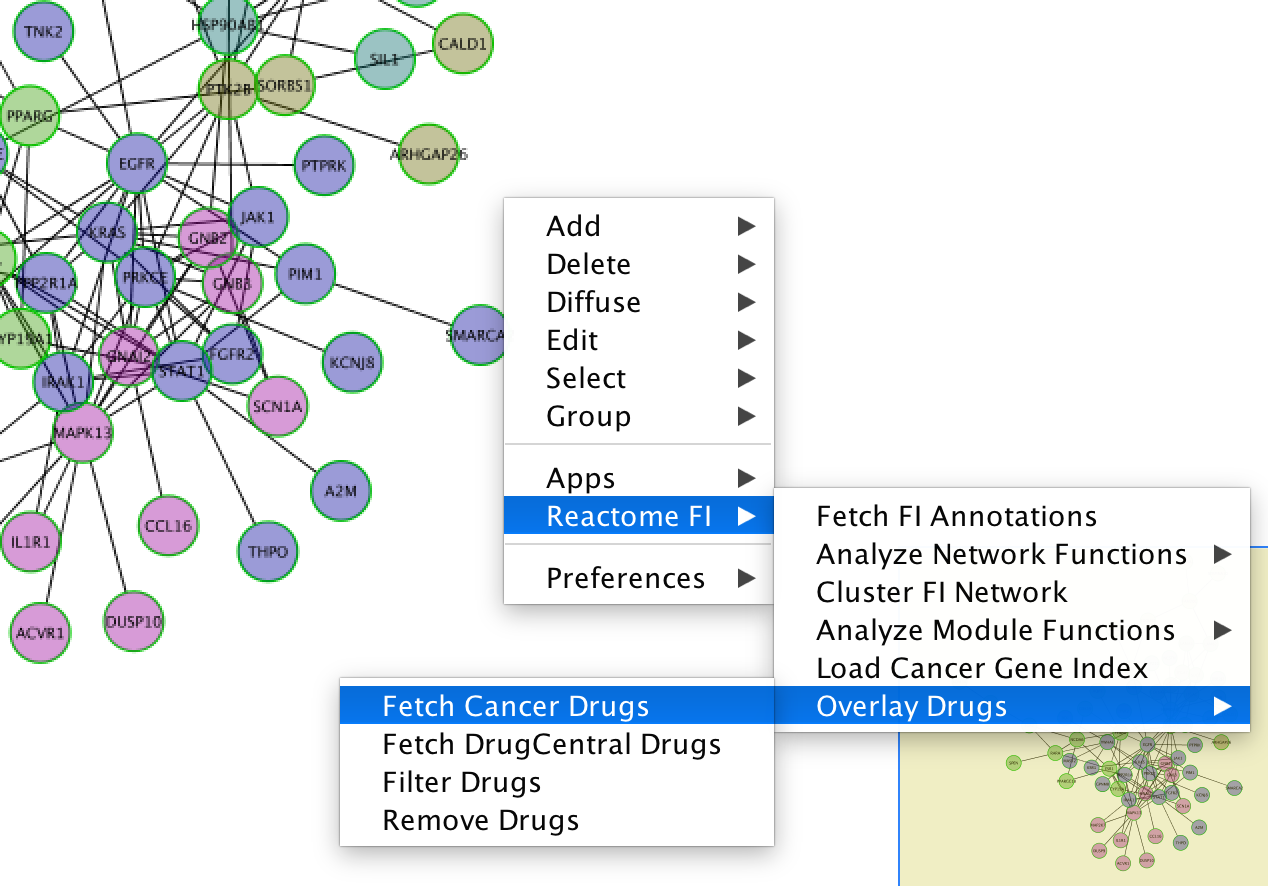 TNK2
HSP90AB1
SIL1
CALD1
PTK2B
SORBS1
PPARG
ARHGAP26
EGFR
PTPRK
JAK1
KRAS
GNB2
PRKCE
GNB3
PIM1
PPP2R1A
SMARCA
YP19A1
GNAI2
FGFR2
KCNJ8
STAT1
IRAK1
SCN1A
MAPK13
A2M
CCL16
IL1R1
THPO
DUSP10
ACVR1
Add
Delete
Diffuse
Edit
Select
Group
Apps
Reactome FI
Preferences
Fetch FI Annotations
Analyze Network Functions
Cluster FI Network
Analyze Module Functions
Load Cancer Gene Index
Overlay Drugs
Fetch Cancer Drugs
Fetch DrugCentral Drugs
Filter Drugs
Remove Drugs